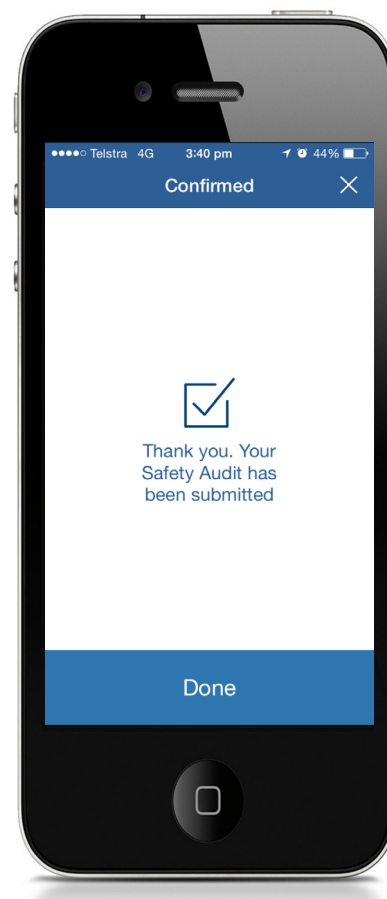 Telstra 4G 3:40 pm 44%
Confirmed
Thank you. Your
Safety Audit has
been submitted
Done